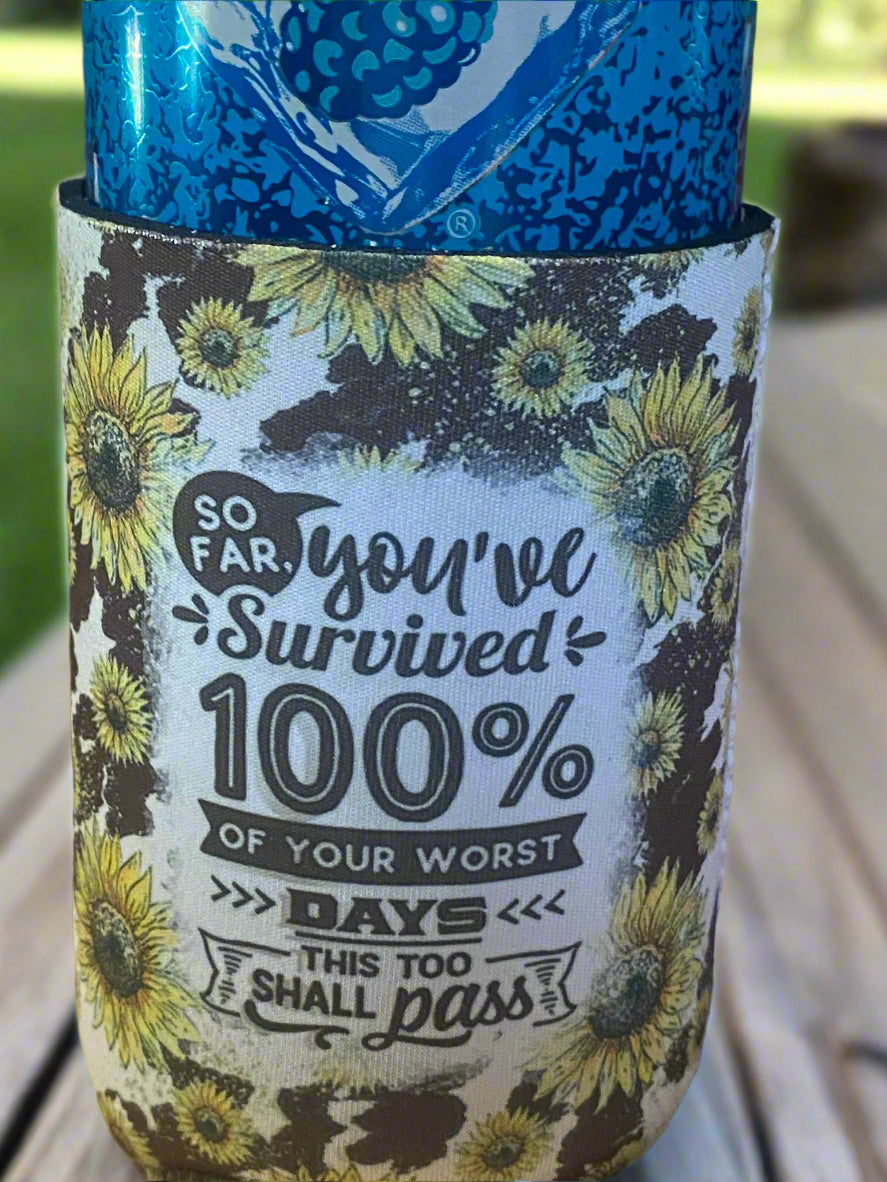 ®
SO
FAR, you've
Survived
100%
OF YOUR WORST
DAYS
THIS TOO
SHALL pass